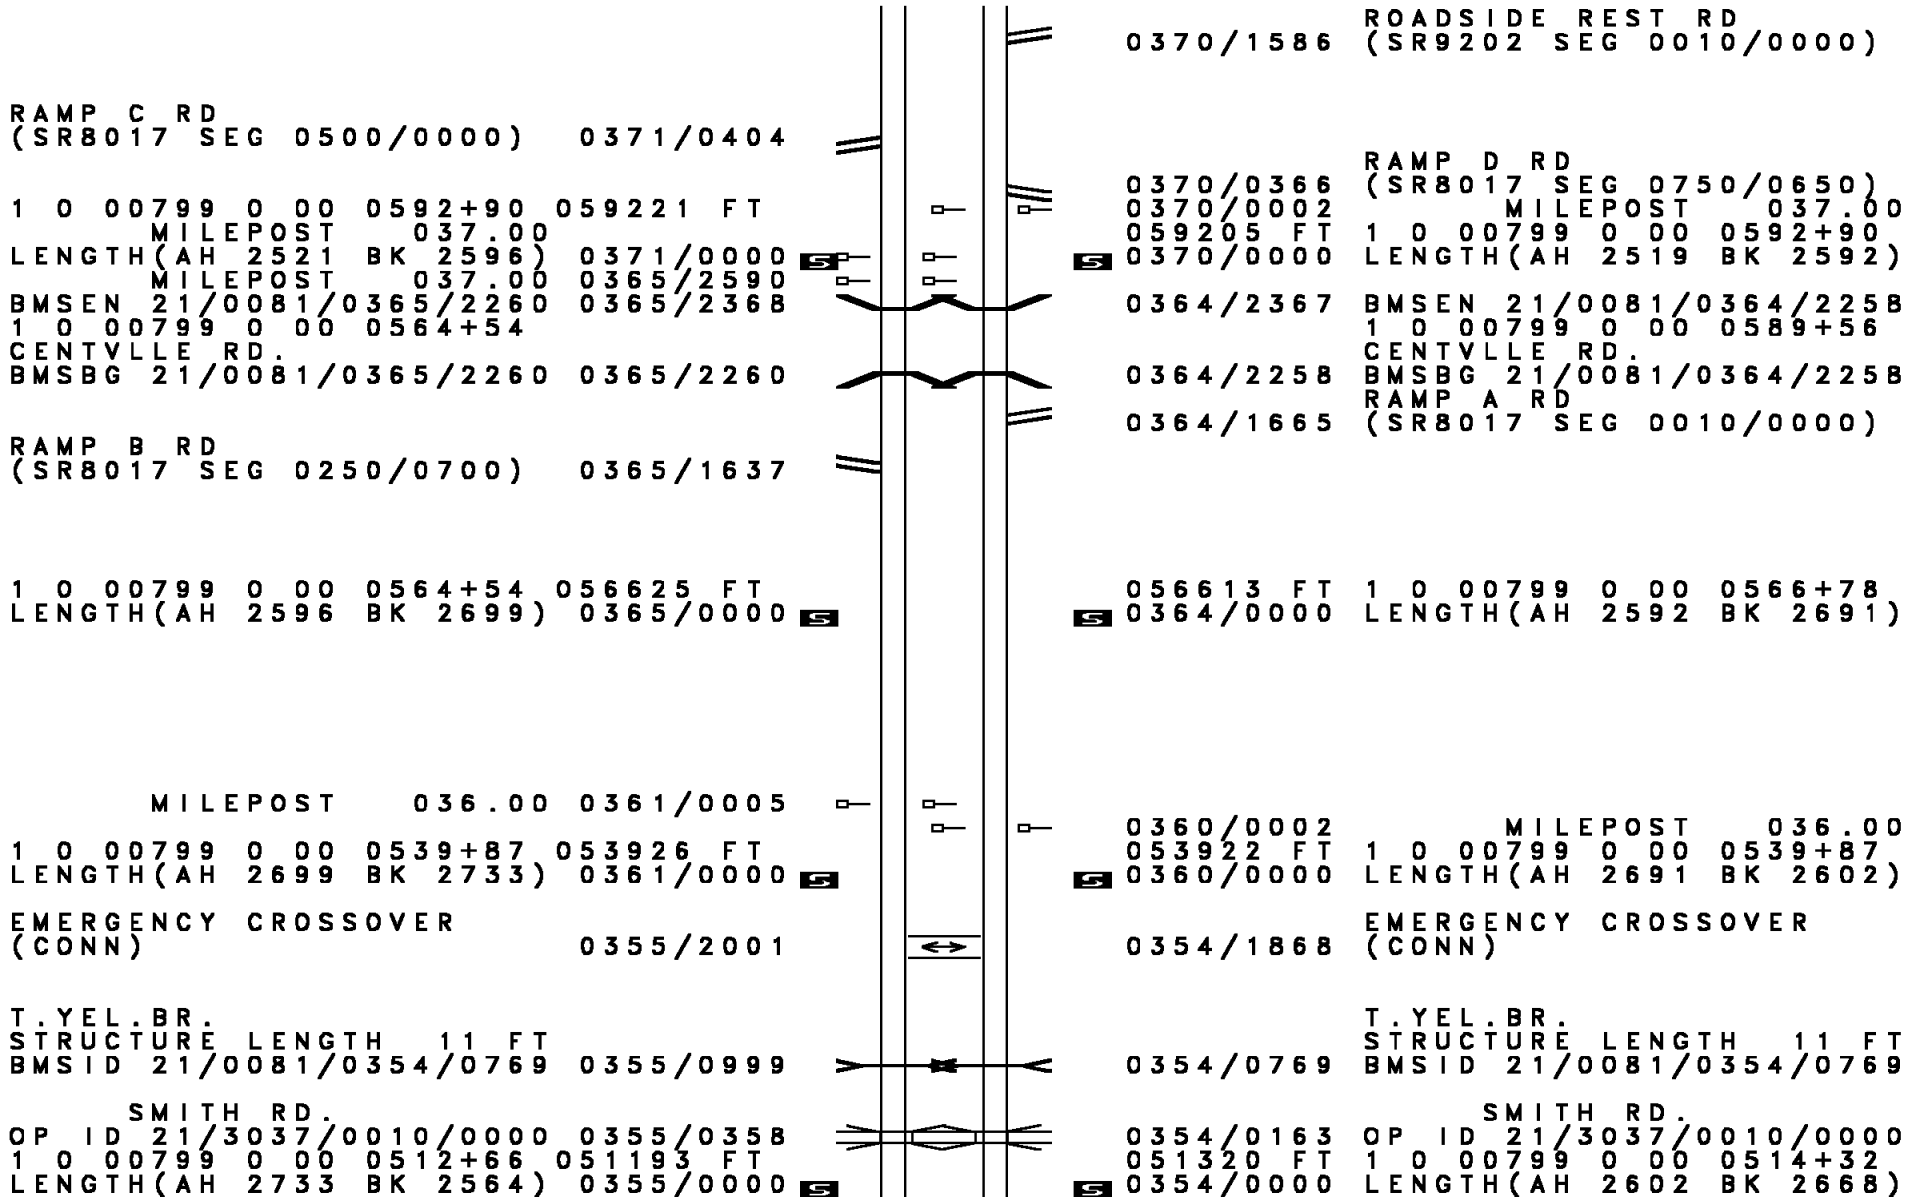 ROADSIDE REST RD
0370/1586 (SR9202 SEG 0010/0000)
RAMP C RD
(SR8017 SEG 0500/0000) 0371/0404
RAMP D RD
0370/0366 (SR8017 SEG 0750/0650)
1 0 00799 0 00 0592+90 059221 FT 0370/0002 MILEPOST 037.00
MILEPOST 037.00 059205 FT 1 0 00799 0 00 0592+90
LENGTH(AH 2521 BK 2596) 0371/0000 S S 0370/0000 LENGTH(AH 2519 BK 2592)
MILEPOST 037.00 0365/2590
BMSEN 21/0081/0365/2260 0365/2368 0364/2367 BMSEN 21/0081/0364/2258
1 0 00799 0 00 0564+54 1 0 00799 0 00 0589+56
CENTVLLE RD. CENTVLLE RD.
BMSBG 21/0081/0365/2260 0365/2260 0364/2258 BMSBG 21/0081/0364/2258
RAMP A RD
0364/1665 (SR8017 SEG 0010/0000)
RAMP B RD
(SR8017 SEG 0250/0700) 0365/1637
1 0 00799 0 00 0564+54 056625 FT 056613 FT 1 0 00799 0 00 0566+78
LENGTH(AH 2596 BK 2699) 0365/0000 S S 0364/0000 LENGTH(AH 2592 BK 2691)
MILEPOST 036.00 0361/0005
0360/0002 MILEPOST 036.00
1 0 00799 0 00 0539+87 053926 FT 053922 FT 1 0 00799 0 00 0539+87
LENGTH(AH 2699 BK 2733) 0361/0000 S S 0360/0000 LENGTH(AH 2691 BK 2602)
EMERGENCY CROSSOVER EMERGENCY CROSSOVER
(CONN) 0355/2001 0354/1868 (CONN)
T.YEL.BR. T.YEL.BR.
STRUCTURE LENGTH 11 FT STRUCTURE LENGTH 11 FT
BMSID 21/0081/0354/0769 0355/0999 0354/0769 BMSID 21/0081/0354/0769
SMITH RD. SMITH RD.
OP ID 21/3037/0010/0000 0355/0358 0354/0163 OP ID 21/3037/0010/0000
1 0 00799 0 00 0512+66 051193 FT 051320 FT 1 0 00799 0 00 0514+32
LENGTH(AH 2733 BK 2564) 0355/0000 S S 0354/0000 LENGTH(AH 2602 BK 2668)